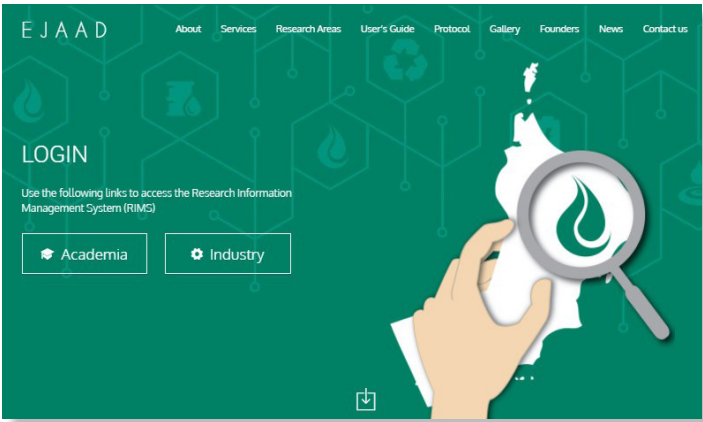 EJAAD
About Services Research Areas User's Guide Protocol Gallery Founders News Contact us
LOGIN
Use the following links to access the Research Information
Management System (RIMS)
Academia Industry